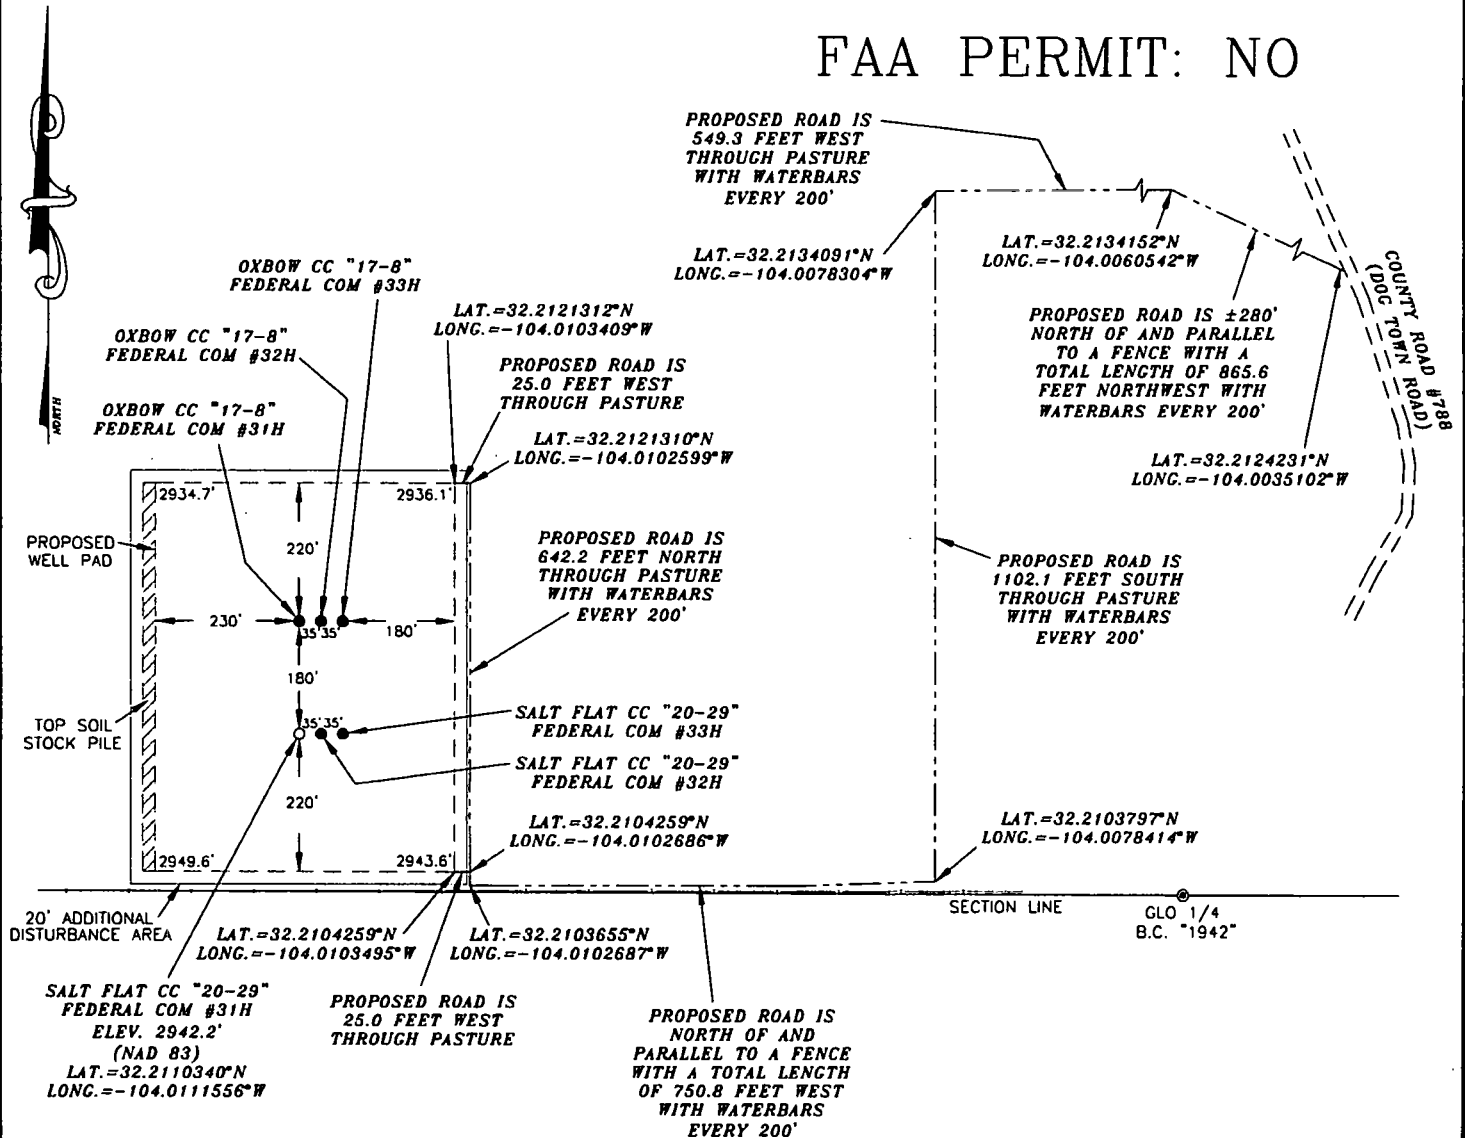 FAA PERMIT: NO
NORTH
PROPOSED ROAD IS
549.3 FEET WEST
THROUGH PASTURE
WITH WATERBARS
EVERY 200'
LAT.=32.2134091°N
LONG.=-104.0078304°W
LAT.=32.2134152°N
LONG.=-104.0060542°W
COUNTY ROAD #788
(DOG TOWN ROAD)
PROPOSED ROAD IS ±280'
NORTH OF AND PARALLEL
TO A FENCE WITH A
TOTAL LENGTH OF 865.6
FEET NORTHWEST WITH
WATERBARS EVERY 200'
LAT.=32.2124231°N
LONG.=-104.0035102°W
OXBOW CC "17-8"
FEDERAL COM #33H
OXBOW CC "17-8"
FEDERAL COM #32H
OXBOW CC "17-8"
FEDERAL COM #31H
LAT.=32.2121312°N
LONG.=-104.0103409°W
PROPOSED ROAD IS
25.0 FEET WEST
THROUGH PASTURE
LAT.=32.2121310°N
LONG.=-104.0102599°W
2934.7'
2936.1'
PROPOSED
WELL PAD
220'
PROPOSED ROAD IS
642.2 FEET NORTH
THROUGH PASTURE
WITH WATERBARS
EVERY 200'
PROPOSED ROAD IS
1102.1 FEET SOUTH
THROUGH PASTURE
WITH WATERBARS
EVERY 200'
230'
35'35'
180'
180'
TOP SOIL
STOCK PILE
35'35'
SALT FLAT CC "20-29"
FEDERAL COM #33H
SALT FLAT CC "20-29"
FEDERAL COM #32H
220'
LAT.=32.2104259°N
LONG.=-104.0102686°W
LAT.=32.2103797°N
LONG.=-104.0078414°W
2949.6'
2943.6'
SECTION LINE
GLO 1/4
B.C. "1942"
20' ADDITIONAL
DISTURBANCE AREA
LAT.=32.2104259°N
LONG.=-104.0103495°W
LAT.=32.2103655°N
LONG.=-104.0102687°W
SALT FLAT CC "20-29"
FEDERAL COM #31H
ELEV. 2942.2'
(NAD 83)
LAT.=32.2110340°N
LONG.=-104.0111556°W
PROPOSED ROAD IS
25.0 FEET WEST
THROUGH PASTURE
PROPOSED ROAD IS
NORTH OF AND
PARALLEL TO A FENCE
WITH A TOTAL LENGTH
OF 750.8 FEET WEST
WITH WATERBARS
EVERY 200'